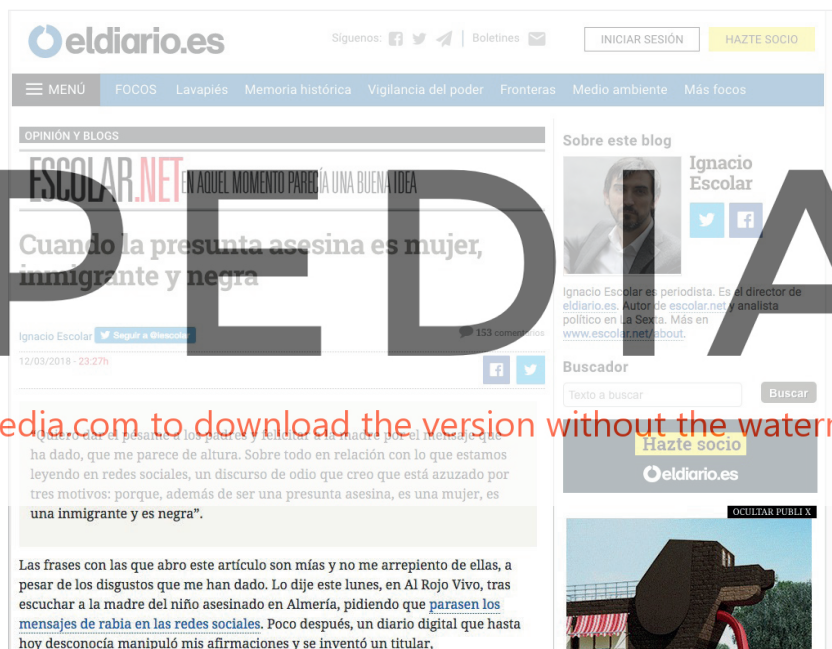 eldiario.es
Síguenos:
Boletines
INICIAR SESIÓN
HAZTE SOCIO
MENÚ FOCOS Lavapiés Memoria histórica Vigilancia del poder Fronteras Medio ambiente Más focos
OPINIÓN Y BLOGS
ESCOLAR.NET EN AQUEL MOMENTO PARECÍA UNA BUENA IDEA
PEDIA
Cuando la presunta asesina es mujer,
inmigrante y negra
Ignacio Escolar Seguir a @iescolar
153 comentarios
12/03/2018 - 23:27h
edia.com to download the version without the watern
"Quiero dar el pésame a los padres y felicitar a la madre por el mensaje que
ha dado, que me parece de altura. Sobre todo en relación con lo que estamos
leyendo en redes sociales, un discurso de odio que creo que está azuzado por
tres motivos: porque, además de ser una presunta asesina, es una mujer, es
una inmigrante y es negra”.
Las frases con las que abro este artículo son mías y no me arrepiento de ellas, a
pesar de los disgustos que me han dado. Lo dije este lunes, en Al Rojo Vivo, tras
escuchar a la madre del niño asesinado en Almería, pidiendo que parasen los
mensajes de rabia en las redes sociales. Poco después, un diario digital que hasta
hoy desconocía manipuló mis afirmaciones y se inventó un titular,
Sobre este blog
Ignacio
Escolar
Ignacio Escolar es periodista. Es el director de
eldiario.es. Autor de escolar.net y analista
político en La Sexta. Más en
www.escolar.net/about.
Buscador
Texto a buscar
Buscar
Hazte socio
eldiario.es
OCULTAR PUBLI X